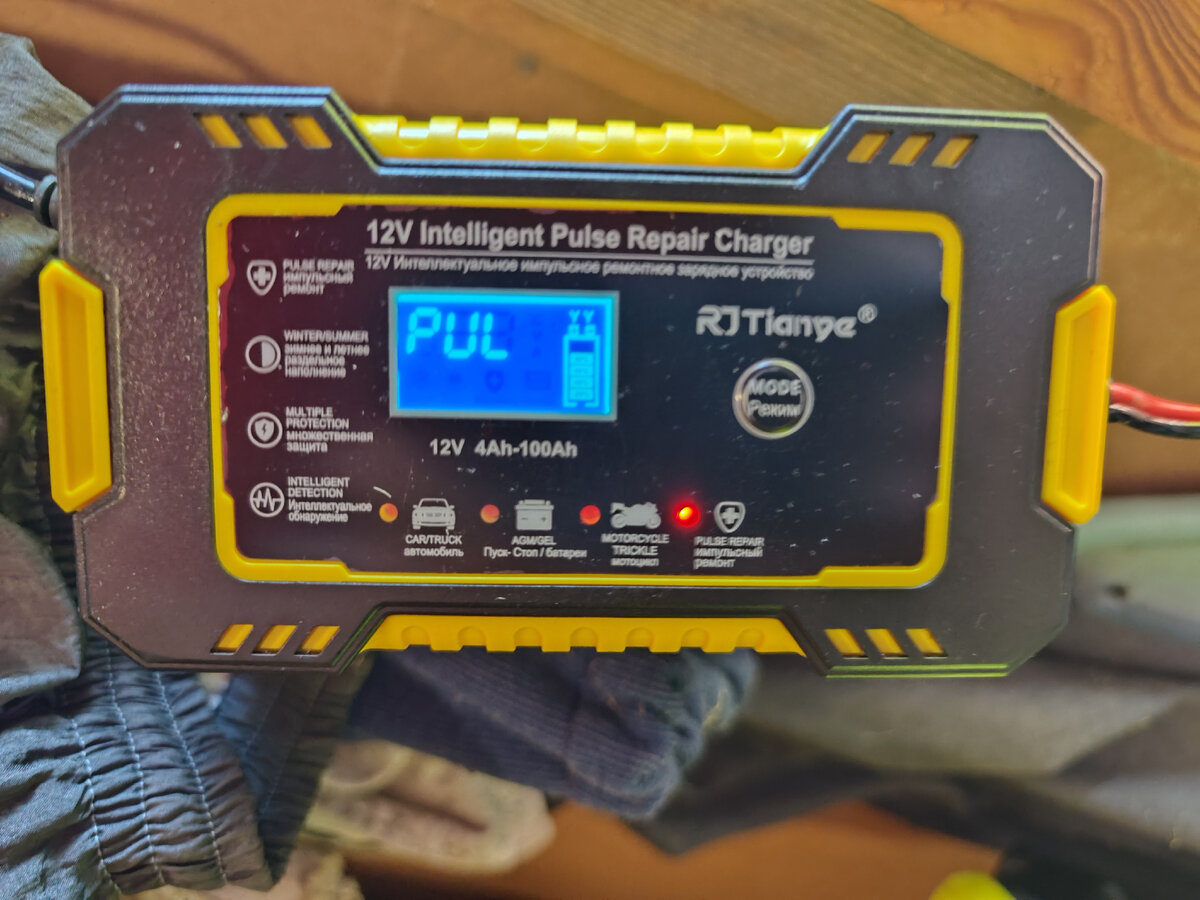 12V Intelligent Pulse Repair Charger
12V Интеллектуальное импульсное ремонтное зарядное устройство
PULSE REPAIR
импульсный
ремонт
WINTER/SUMMER
зимнее и летнее
раздельное
наполнение
MULTIPLE
PROTECTION
множественная
защита
INTELLIGENT
DETECTION
Интеллектуальное
обнаружение
PUL
RJTianye®
MODE
Режим
12V 4Ah-100Ah
CAR/TRUCK
автомобиль
AGM/GEL
Пуск- Стоп / батареи
MOTORCYCLE
TRICKLE
мотоцикл
PULSE REPAIR
импульсный
ремонт